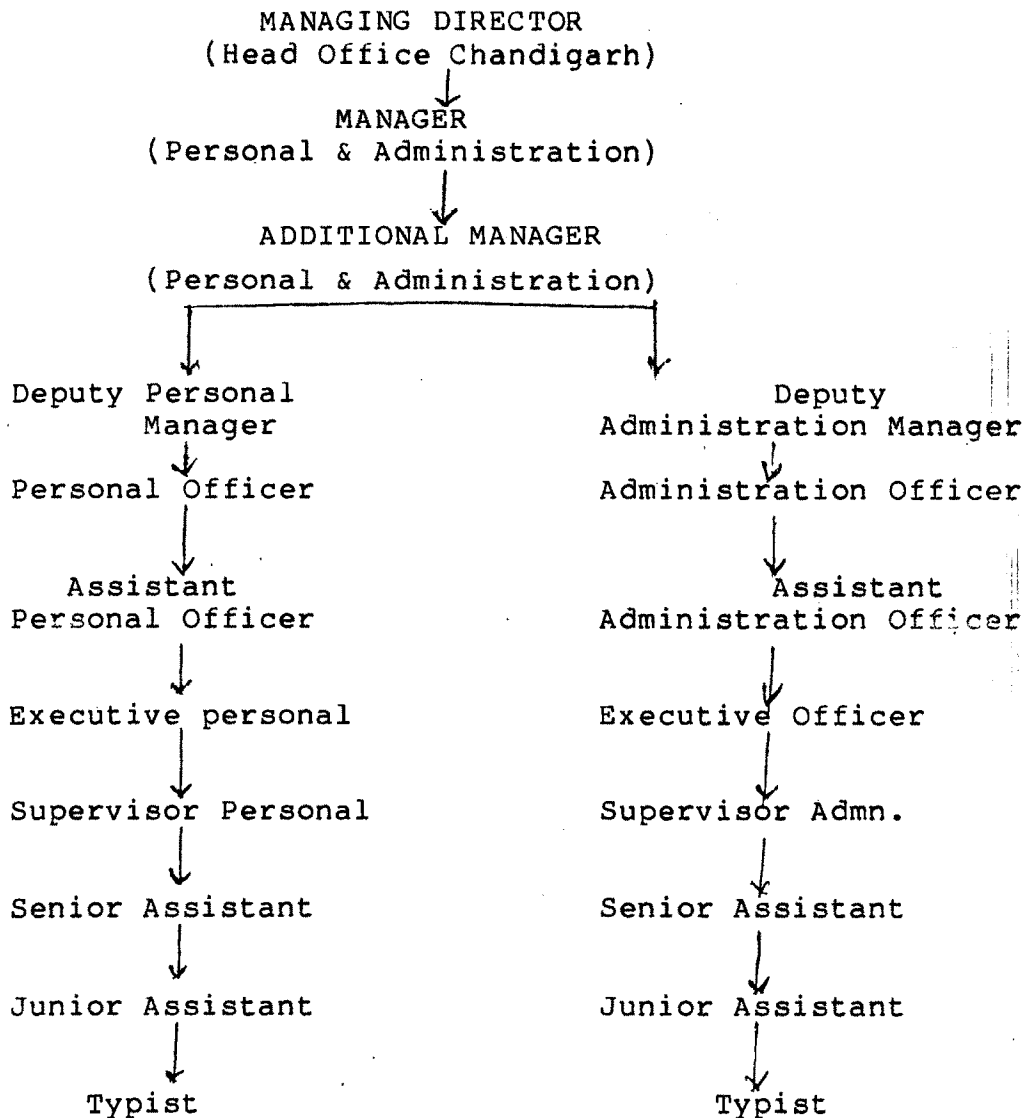 MANAGING DIRECTOR
(Head Office Chandigarh)
MANAGER
(Personal & Administration)
ADDITIONAL MANAGER
(Personal & Administration)
Deputy Personal
Manager
Deputy
Administration Manager
Personal Officer
Administration Officer
Assistant
Personal Officer
Assistant
Administration Officer
Executive personal
Executive Officer
Supervisor Personal
Supervisor Admn.
Senior Assistant
Senior Assistant
Junior Assistant
Junior Assistant
Typist
Typist